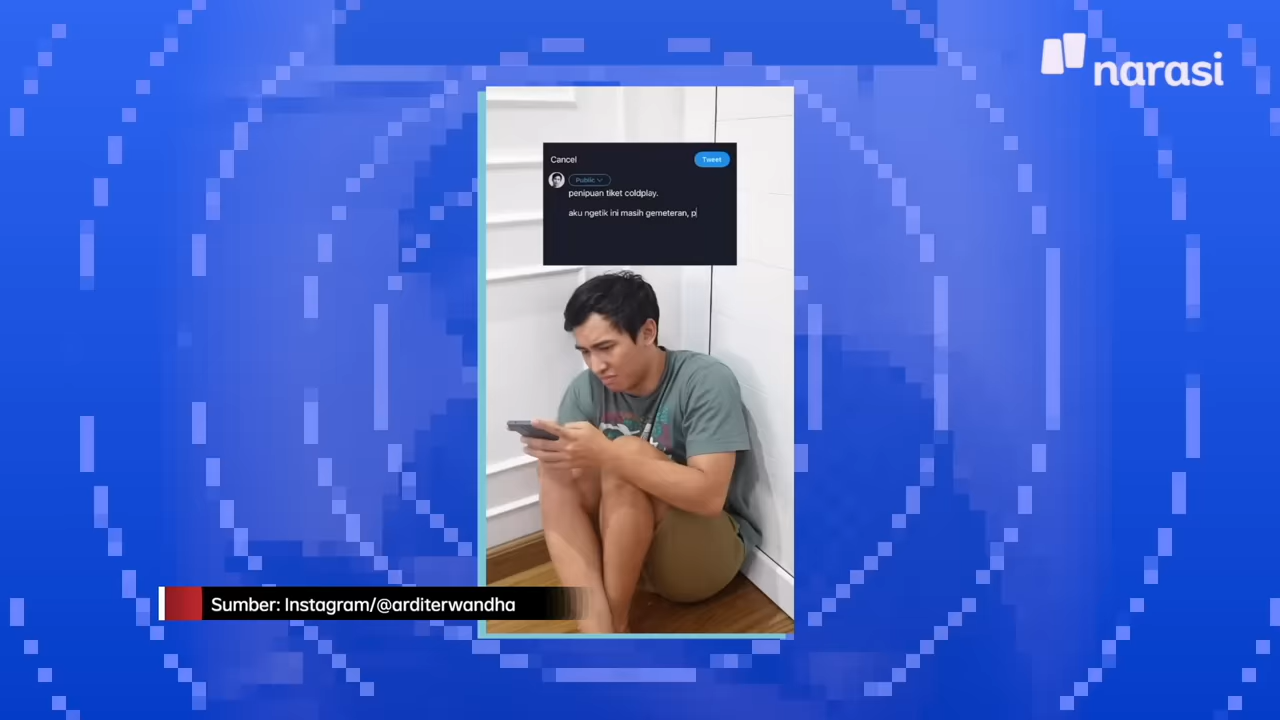 narasi
Cancel
Tweet
Public
penipuan tiket coldplay.
aku ngetik ini masih gemeteran, p
Sumber: Instagram/@arditerwandha